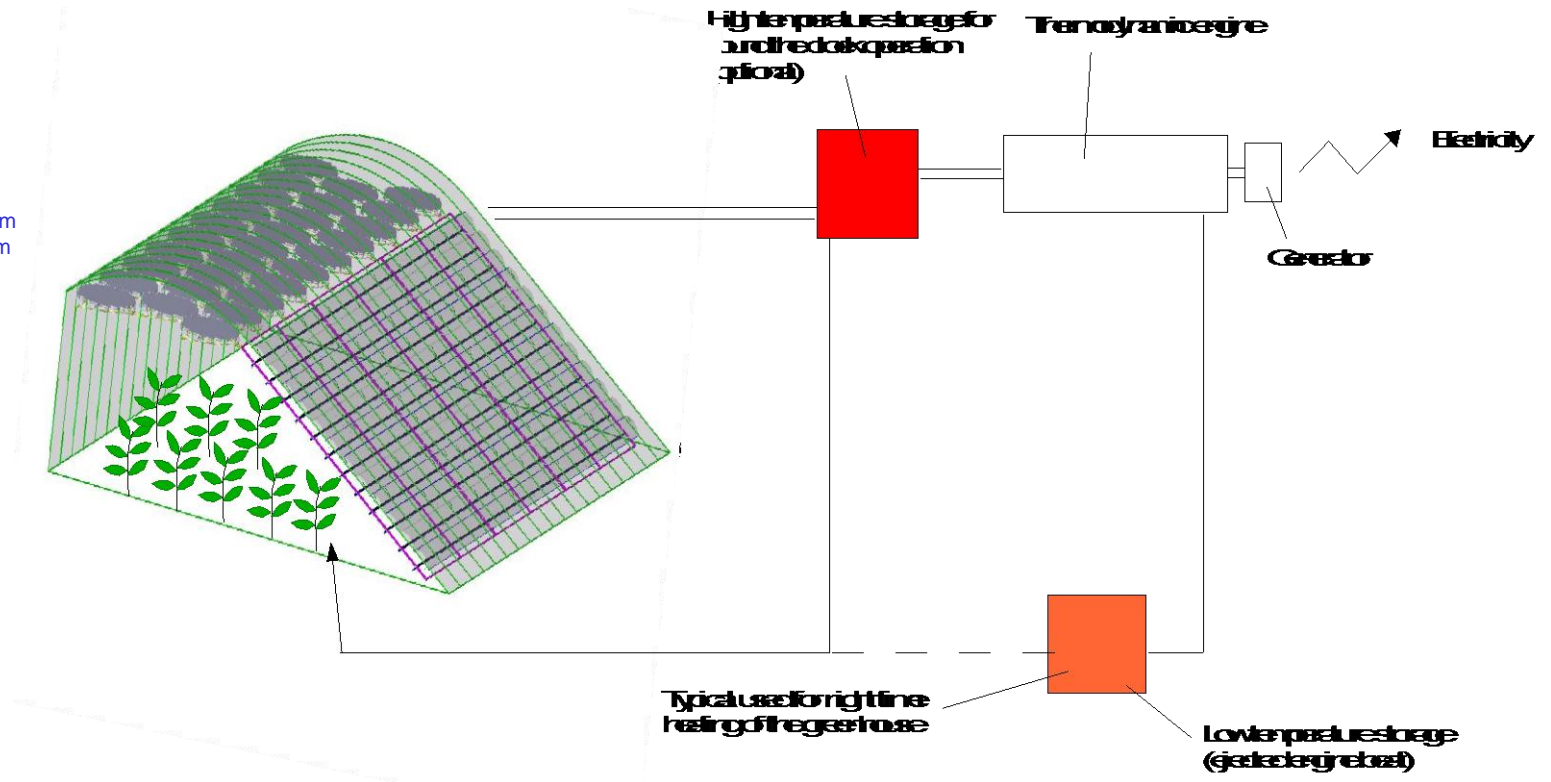 High temperature storage for
round the clock operation
optional)
Thermodynamic engine
Electricity
m
m
Generator
Typical used for night time
heating of the greenhouse
Low temperature storage
(ejected engine heat)